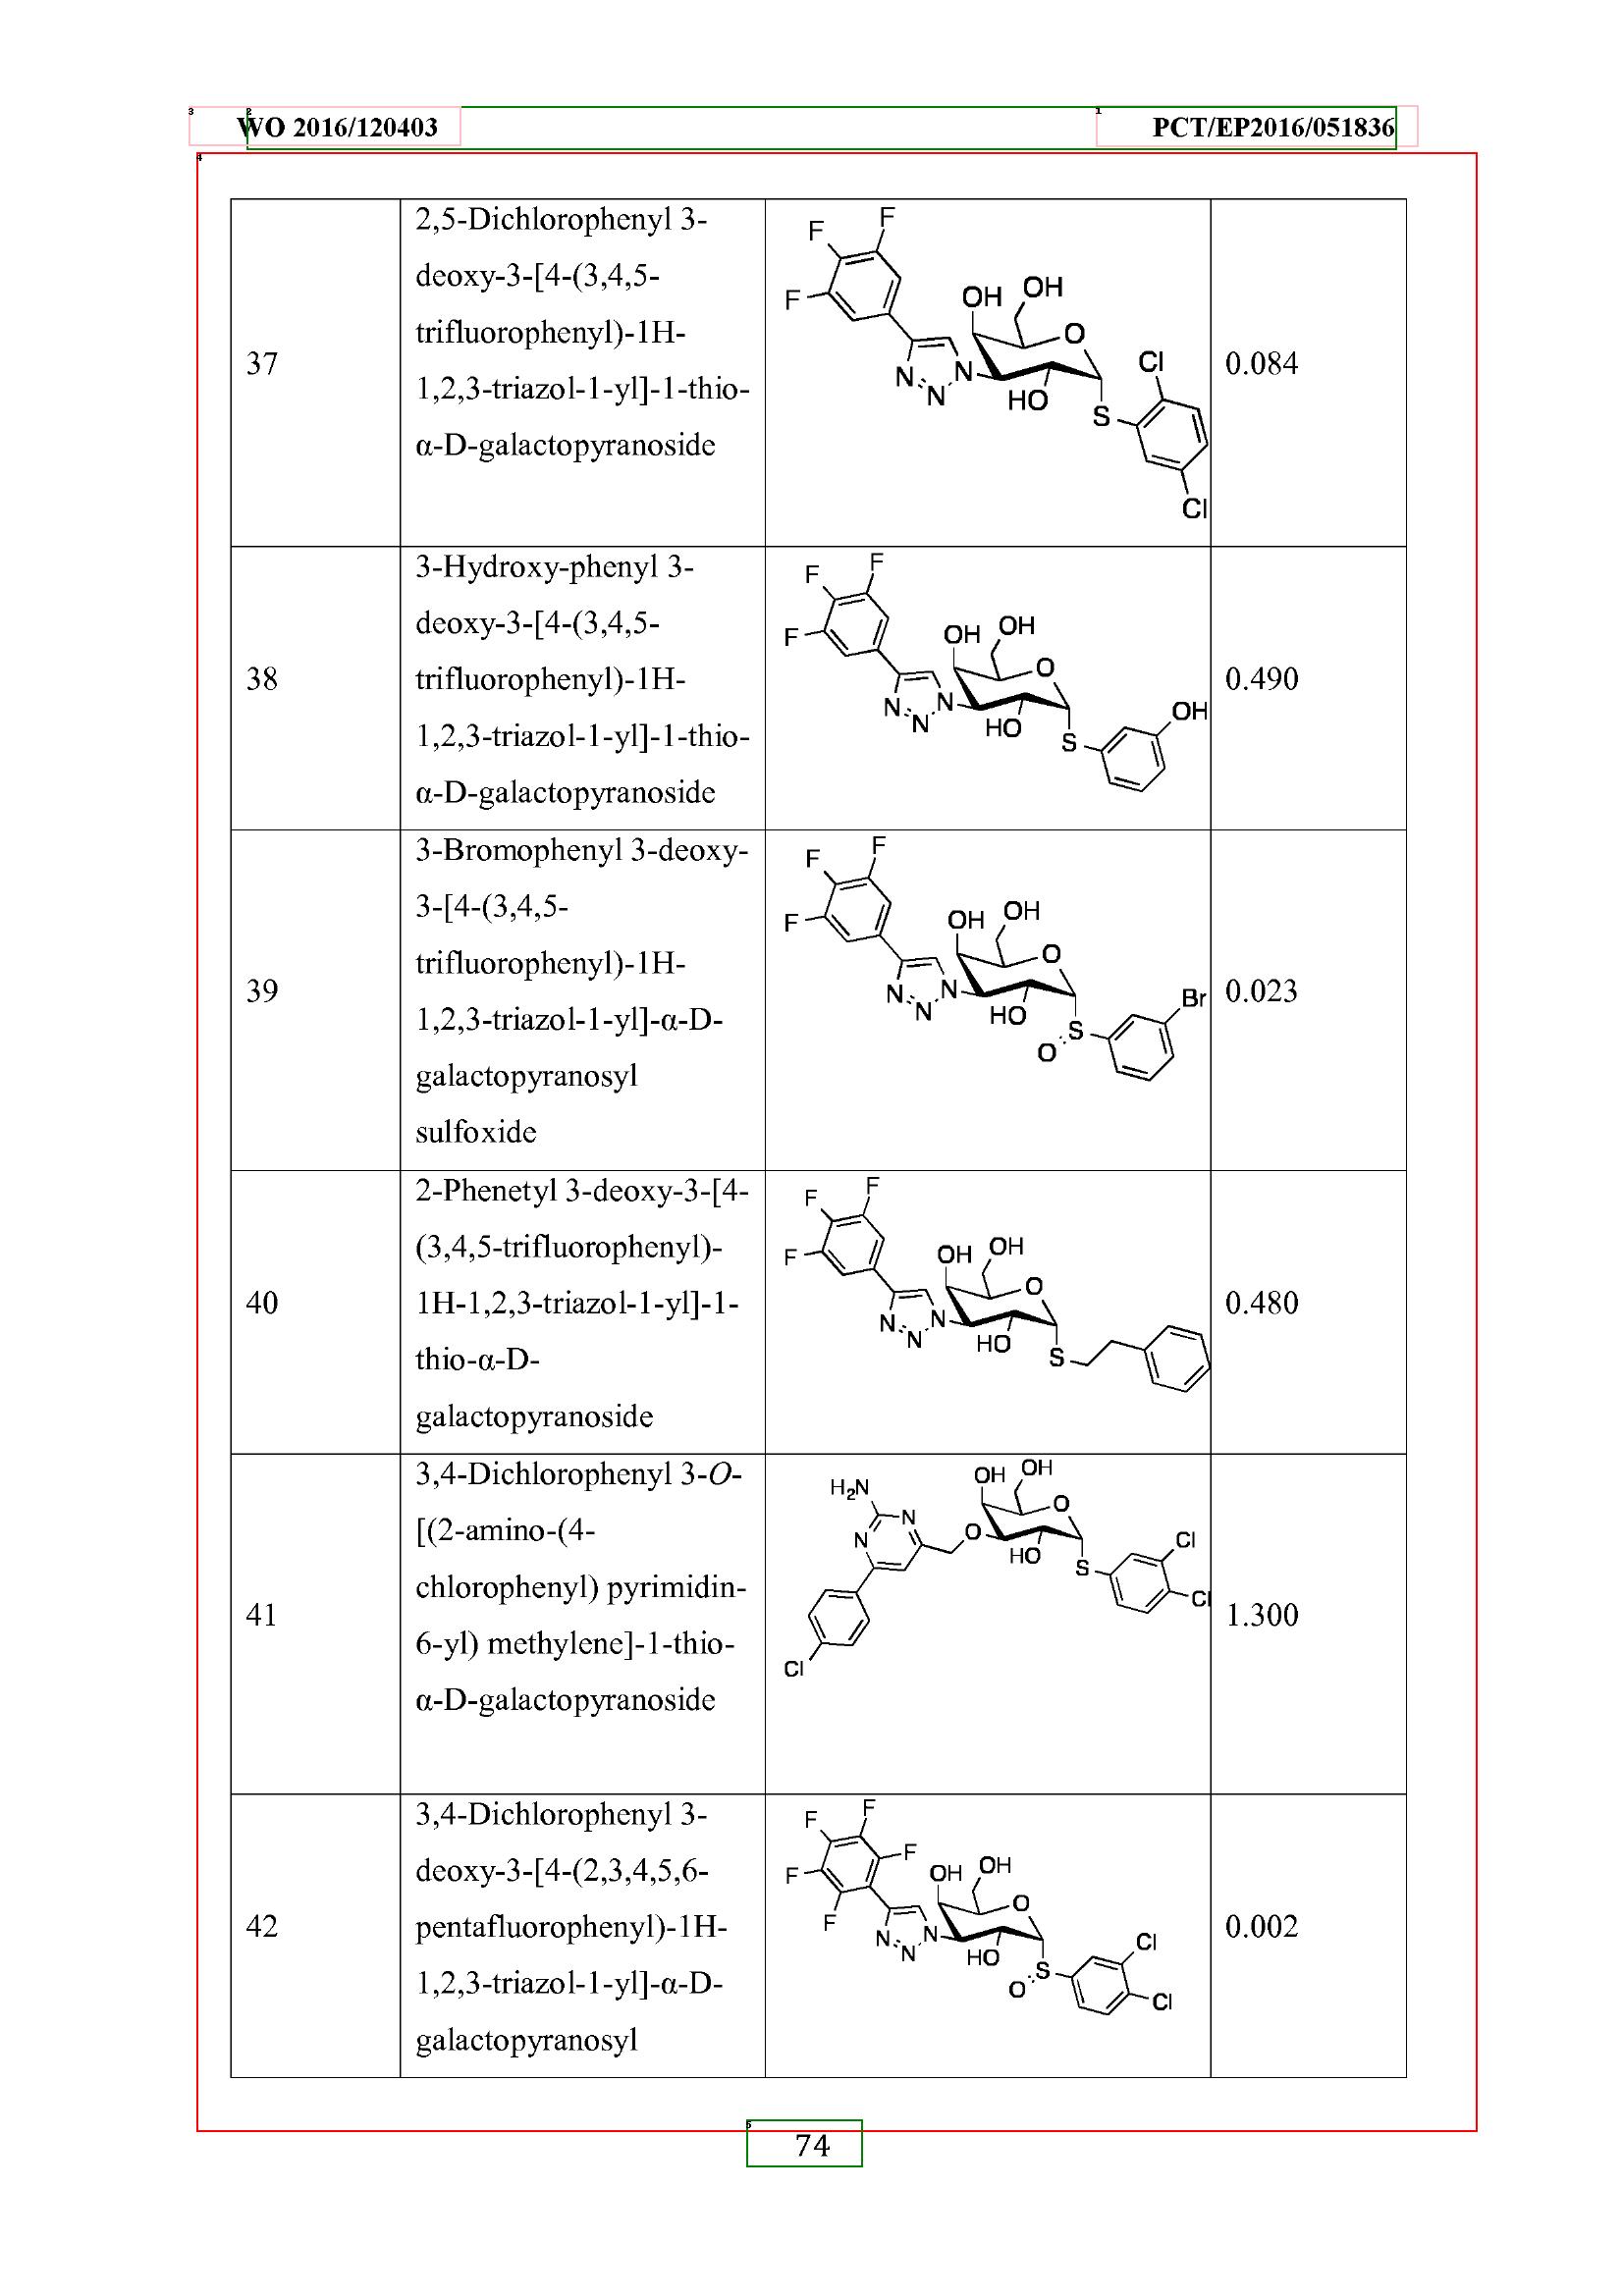 WO 2016/120403 PCT/EP2016/051836
37
2,5-Dichlorophenyl 3-
deoxy-3-[4-(3,4,5-
trifluorophenyl)-1H-
1,2,3-triazol-1-yl]-1-thio-
α-D-galactopyranoside
F
F
F
OH
OH
O
N
N
N
HO
S
Cl
Cl
0.084
38
3-Hydroxy-phenyl 3-
deoxy-3-[4-(3,4,5-
trifluorophenyl)-1H-
1,2,3-triazol-1-yl]-1-thio-
α-D-galactopyranoside
F
F
F
OH
OH
O
N
N
N
HO
S
OH
0.490
39
3-Bromophenyl 3-deoxy-
3-[4-(3,4,5-
trifluorophenyl)-1H-
1,2,3-triazol-1-yl]-α-D-
galactopyranosyl
sulfoxide
F
F
F
OH
OH
O
N
N
N
HO
S
O
Br
0.023
40
2-Phenetyl 3-deoxy-3-[4-
(3,4,5-trifluorophenyl)-
1H-1,2,3-triazol-1-yl]-1-
thio-α-D-
galactopyranoside
F
F
F
OH
OH
O
N
N
N
HO
S
0.480
41
3,4-Dichlorophenyl 3-O-
[(2-amino-(4-
chlorophenyl) pyrimidin-
6-yl) methylene]-1-thio-
α-D-galactopyranoside
H2N
N
N
O
OH
OH
O
HO
S
Cl
Cl
Cl
1.300
42
3,4-Dichlorophenyl 3-
deoxy-3-[4-(2,3,4,5,6-
pentafluorophenyl)-1H-
1,2,3-triazol-1-yl]-α-D-
galactopyranosyl
F
F
F
F
F
OH
OH
O
N
N
N
HO
S
O
Cl
Cl
0.002
74